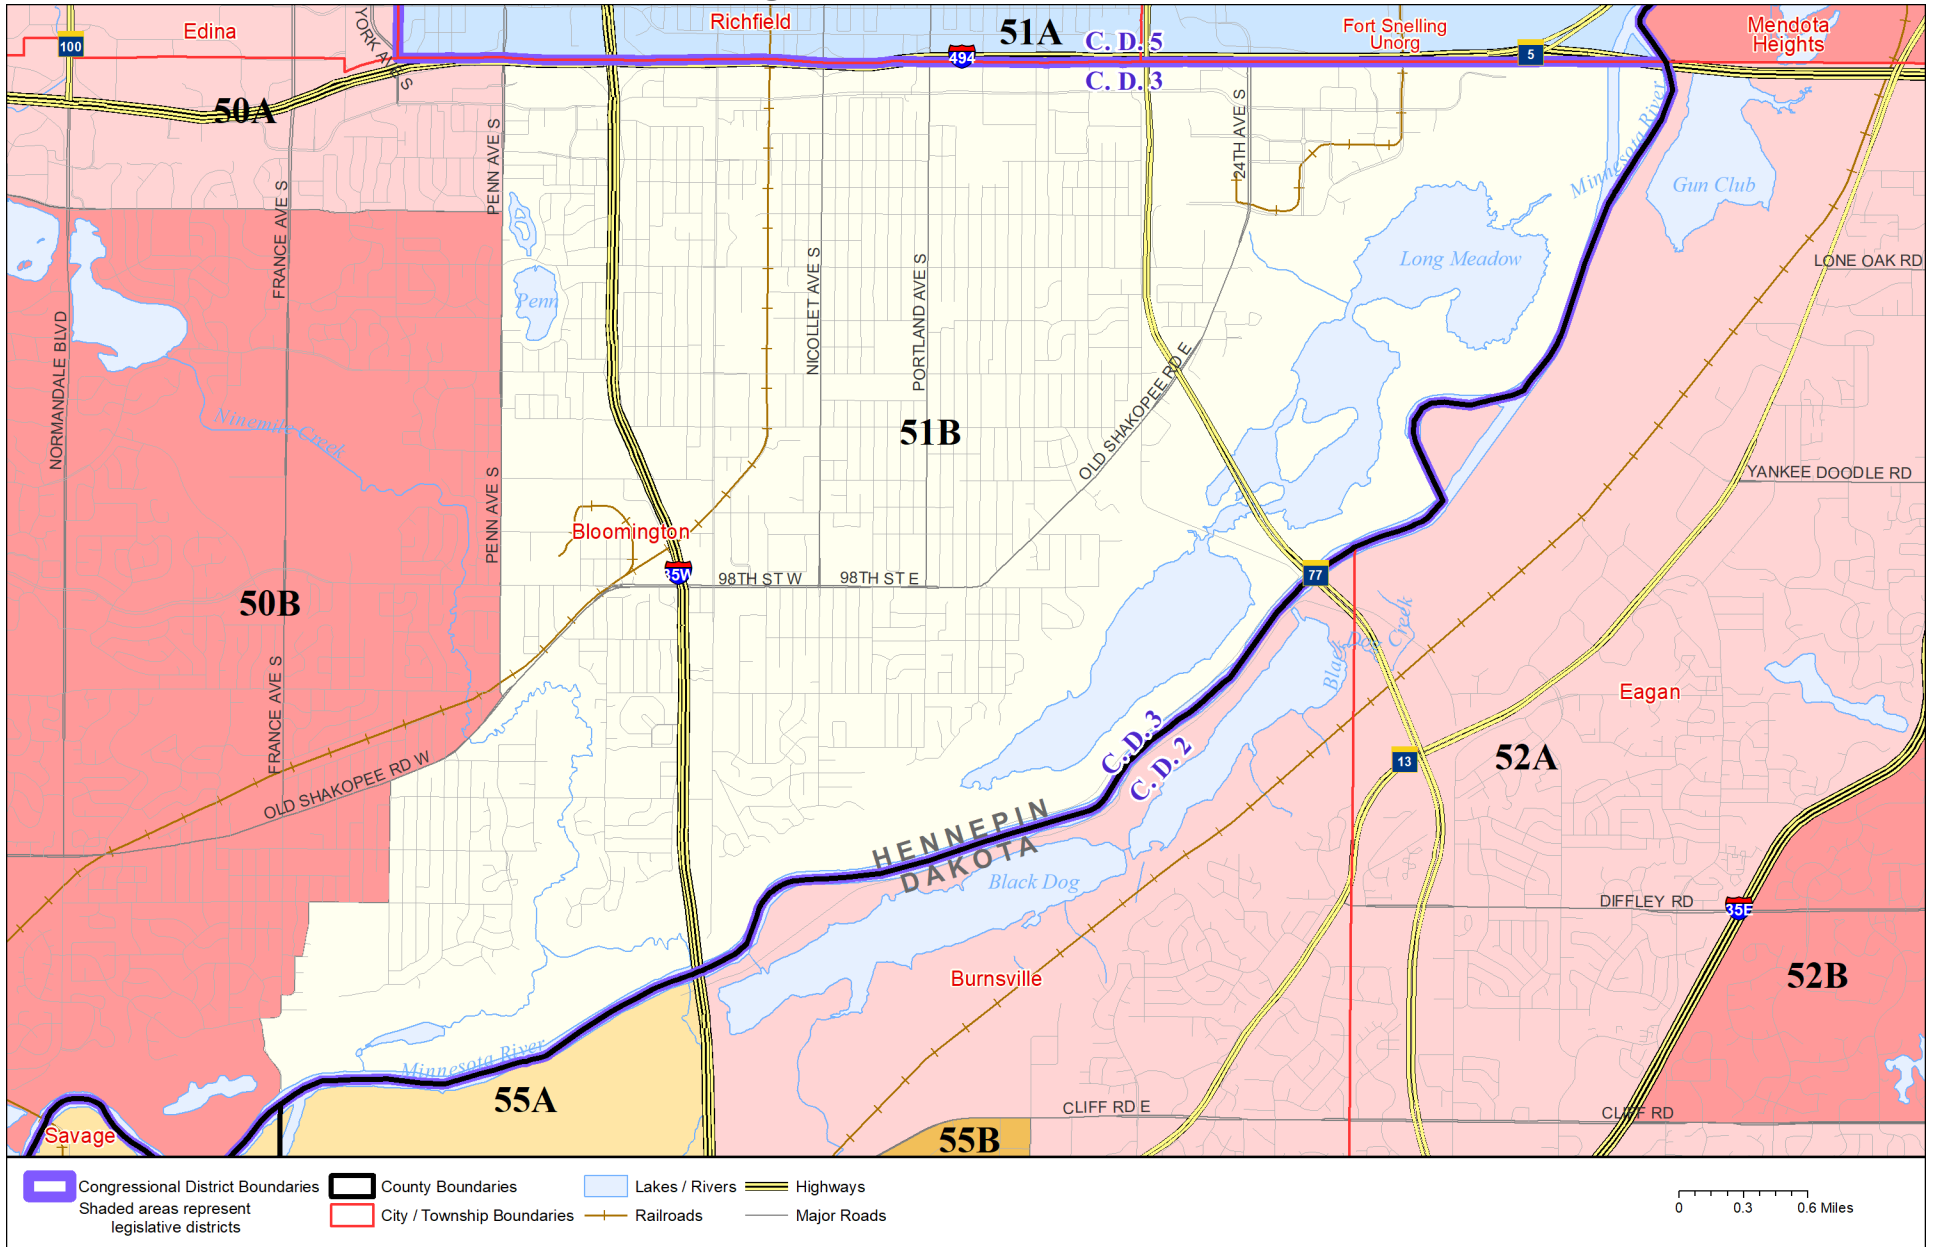 Edina
100
YORK AVE S
Richfield
51A
C. D. 5
494
C. D. 3
Fort Snelling
Unorg
5
Mendota
Heights
50A
PENN AVE S
24TH AVE S
Minnesota River
Gun Club
FRANCE AVE S
Long Meadow
LONE OAK RD
Penn
NICOLLET AVE S
PORTLAND AVE S
NORMANDALE BLVD
OLD SHAKOPEE RD E
Ninemile Creek
51B
YANKEE DOODLE RD
PENN AVE S
Bloomington
35W
98TH ST W
98TH ST E
77
50B
Black Dog Creek
FRANCE AVE S
Eagan
C. D. 3
C. D. 2
52A
13
OLD SHAKOPEE RD W
HENNEPIN
DAKOTA
Black Dog
DIFFLEY RD
35E
Burnsville
52B
Minnesota River
55A
CLIFF RD E
CLIFF RD
Savage
55B
Congressional District Boundaries
Shaded areas represent
legislative districts
County Boundaries
City / Township Boundaries
Lakes / Rivers
Railroads
Highways
Major Roads
0 0.3 0.6 Miles